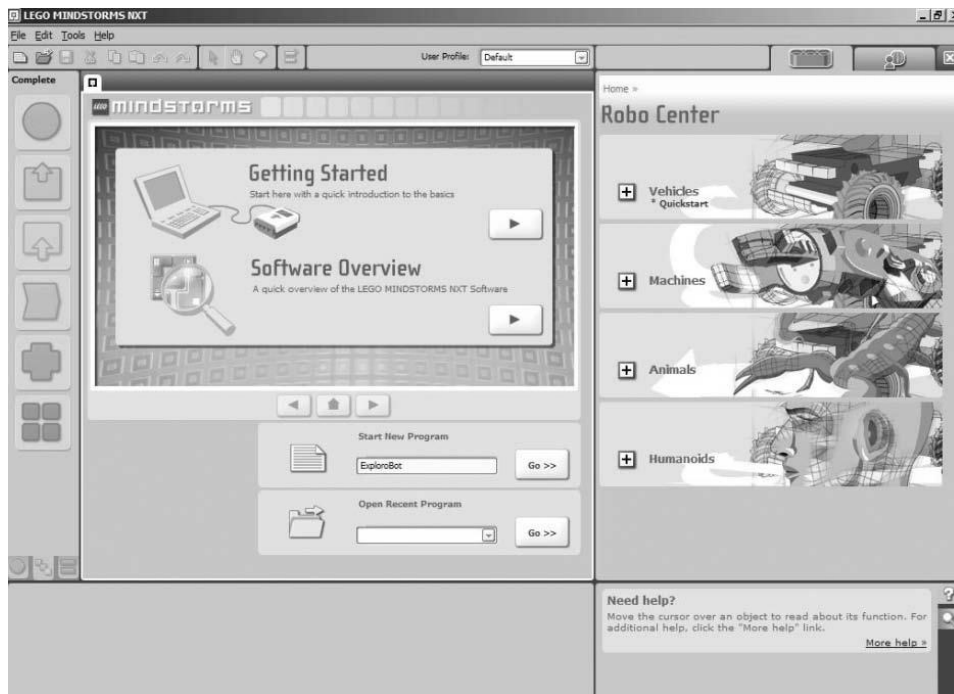 LEGO MINDSTORMS NXT
File Edit Tools Help
User Profile: Default
Complete
LEGO mindstorms
Getting Started
Start here with a quick introduction to the basics
Software Overview
A quick overview of the LEGO MINDSTORMS NXT Software
Start New Program
ExploroBot
Go >>
Open Recent Program
Go >>
Home »
Robo Center
Vehicles
* Quickstart
Machines
Animals
Humanoids
Need help?
Move the cursor over an object to read about its function. For
additional help, click the "More help" link.
More help »